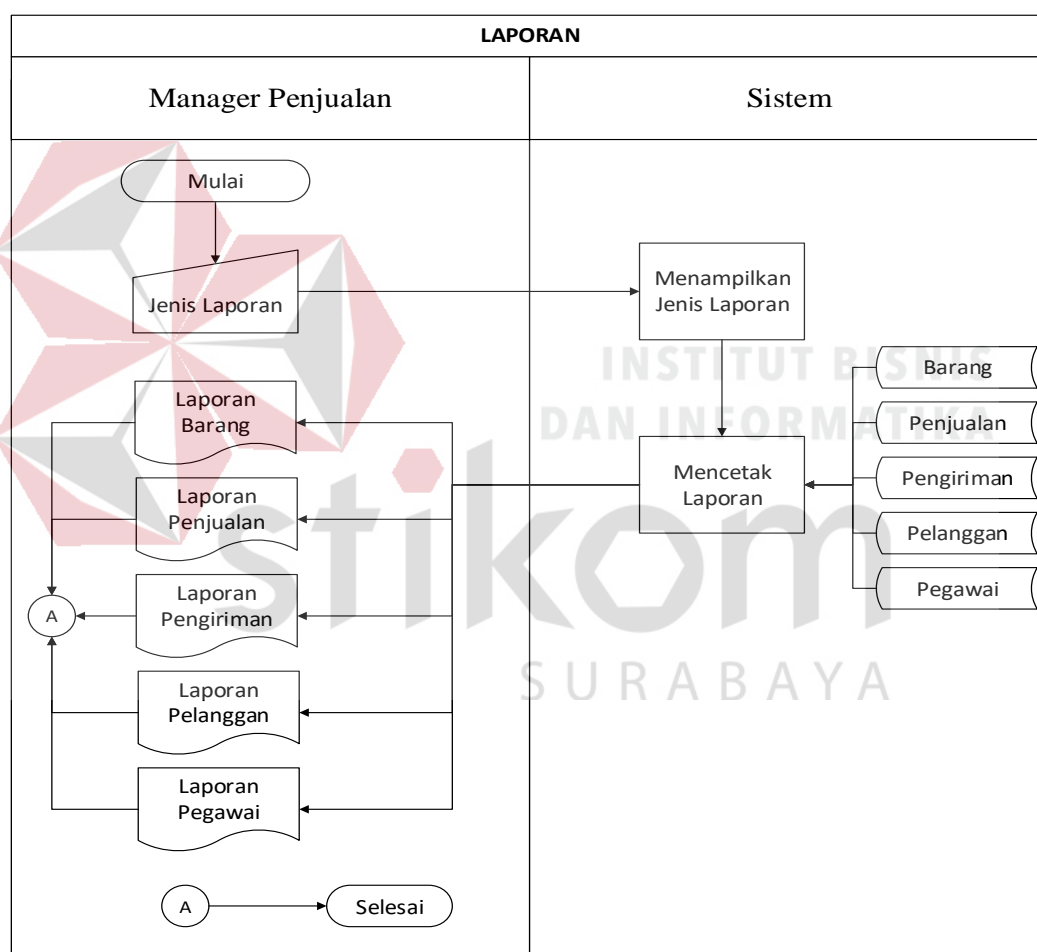 LAPORAN
Manager Penjualan
Sistem
Mulai
Jenis Laporan
Menampilkan
Jenis Laporan
INSTITUT BISNIS
DAN INFORMATIKA
stikom
SURABAYA
Barang
Penjualan
Pengiriman
Pelanggan
Pegawai
Mencetak
Laporan
Laporan
Barang
Laporan
Penjualan
Laporan
Pengiriman
Laporan
Pelanggan
Laporan
Pegawai
A
A
Selesai